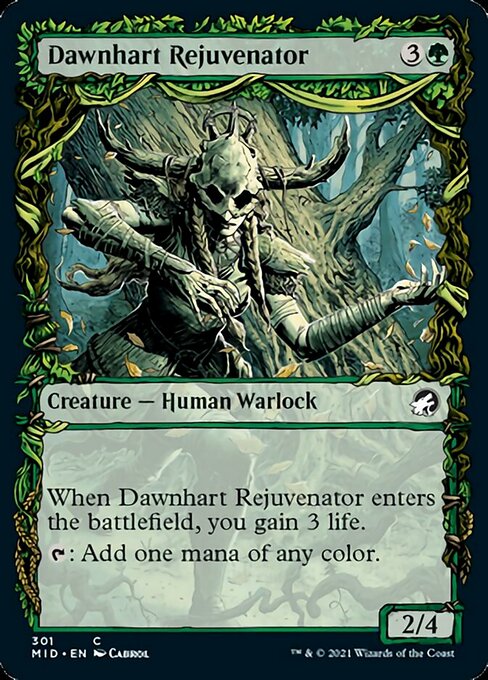 Dawnhart Rejuvenator 3
Creature — Human Warlock
When Dawnhart Rejuvenator enters
the battlefield, you gain 3 life.
: Add one mana of any color.
2/4
301 C
MID • EN Cabrol
™ & © 2021 Wizards of the Coast